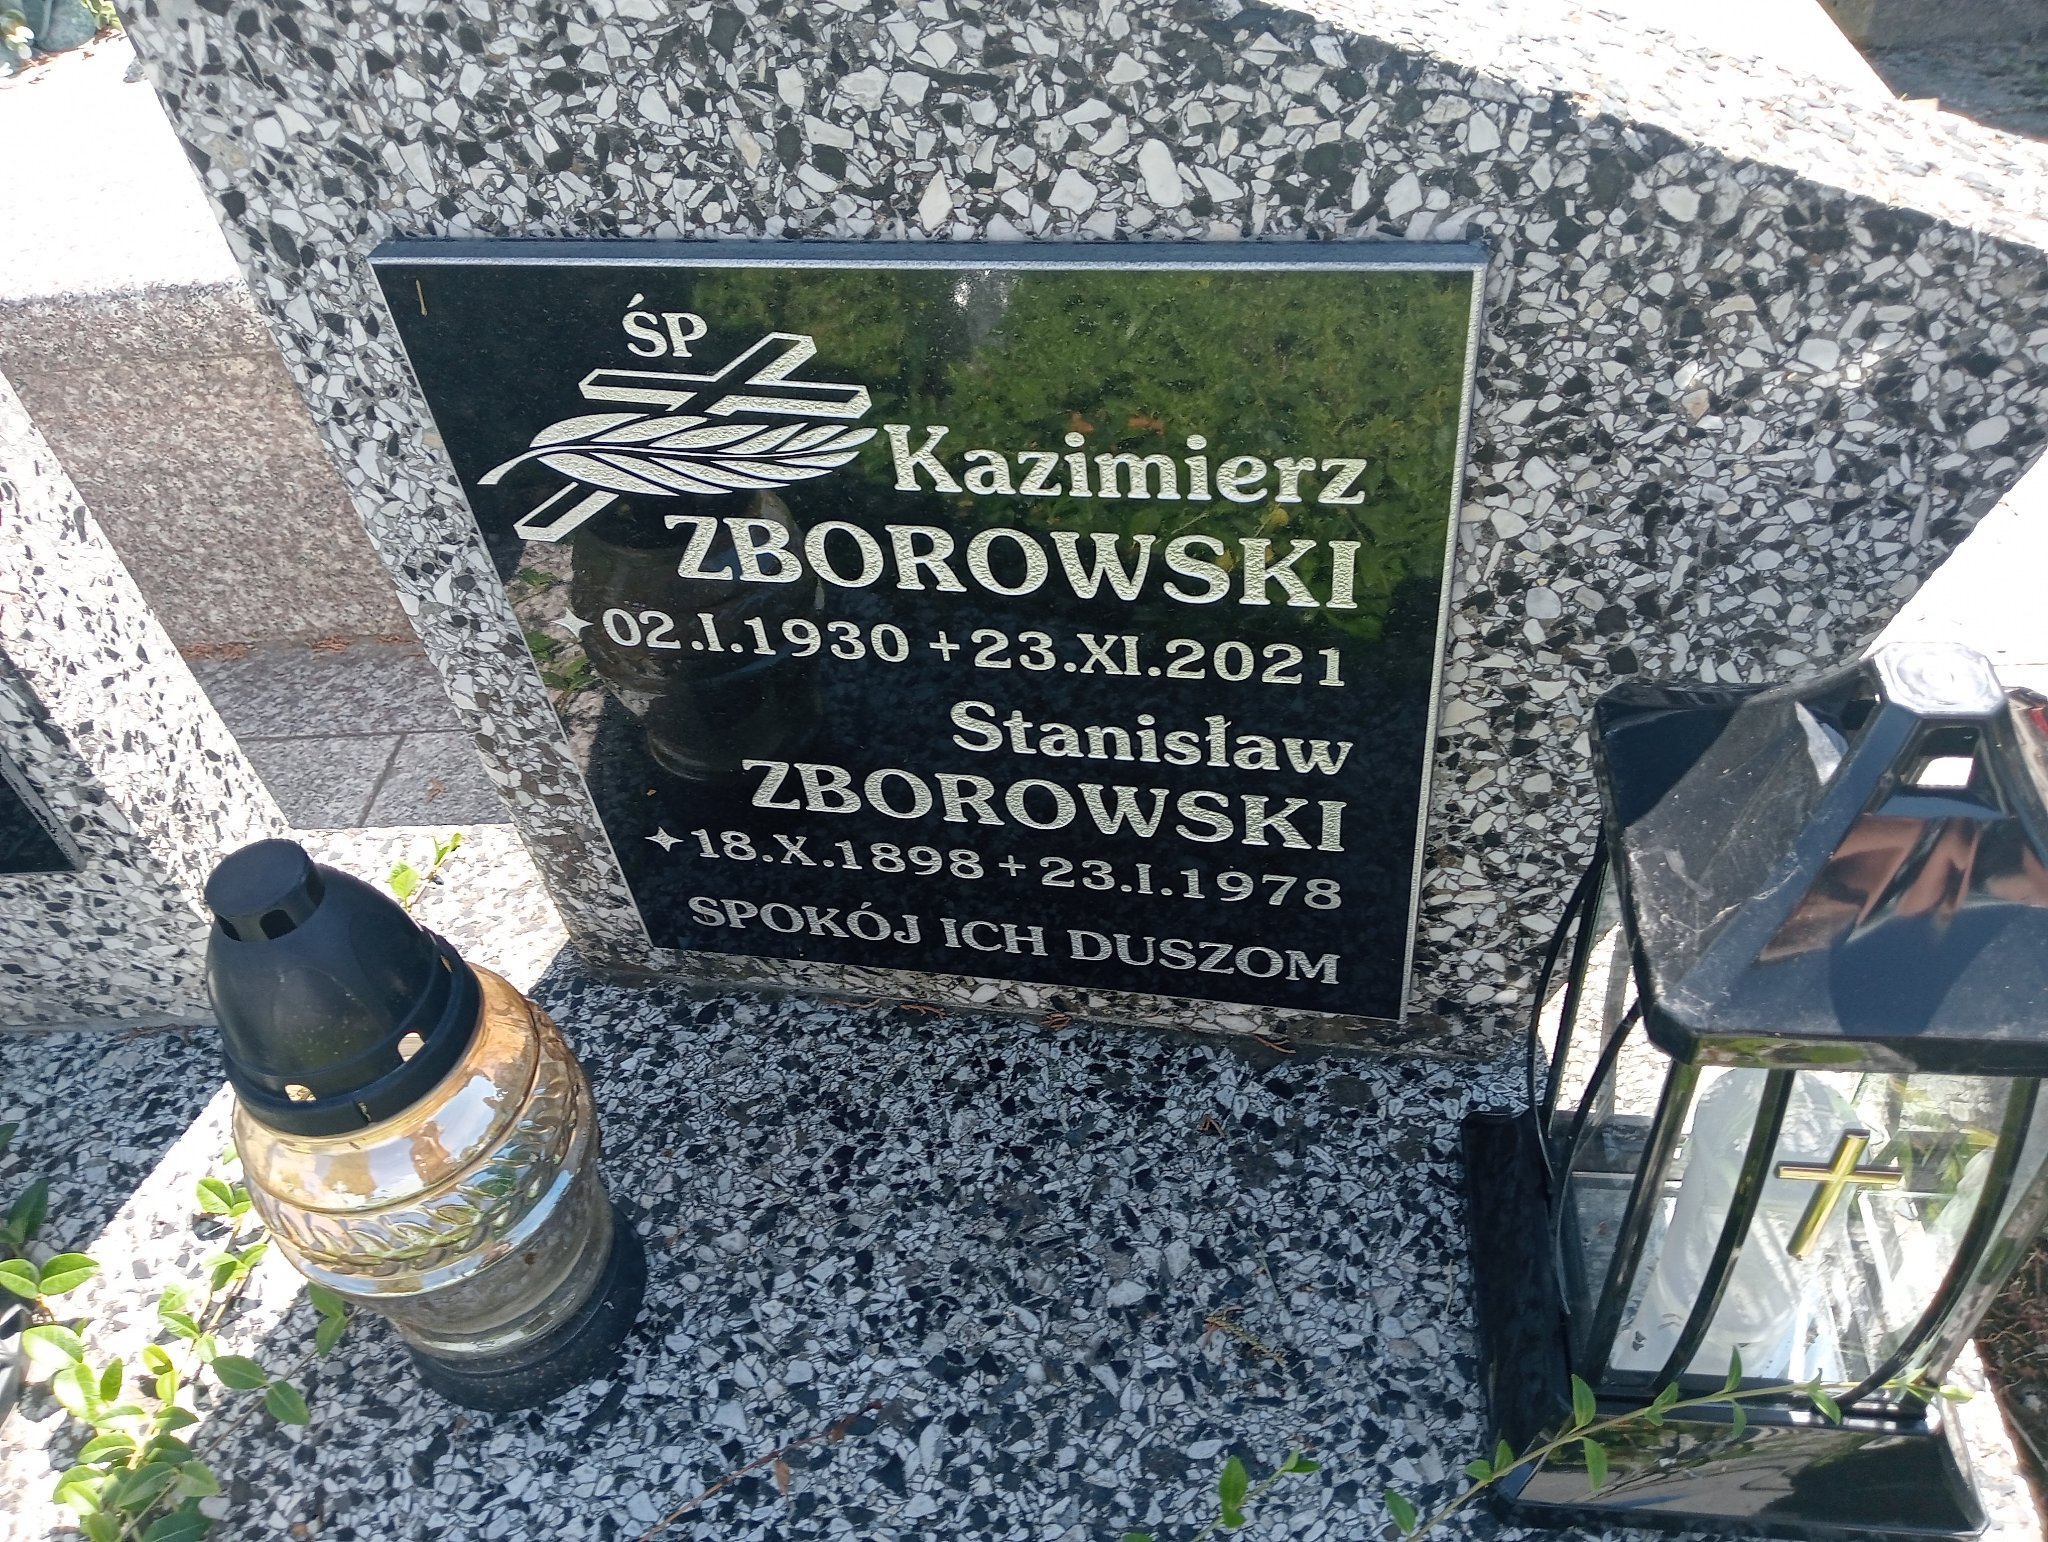 ŚP
Kazimierz
ZBOROWSKI
02.I.1930 + 23.XI.2021
Stanisław
ZBOROWSKI
18.X.1898 + 23.I.1978
SPOKÓJ ICH DUSZOM